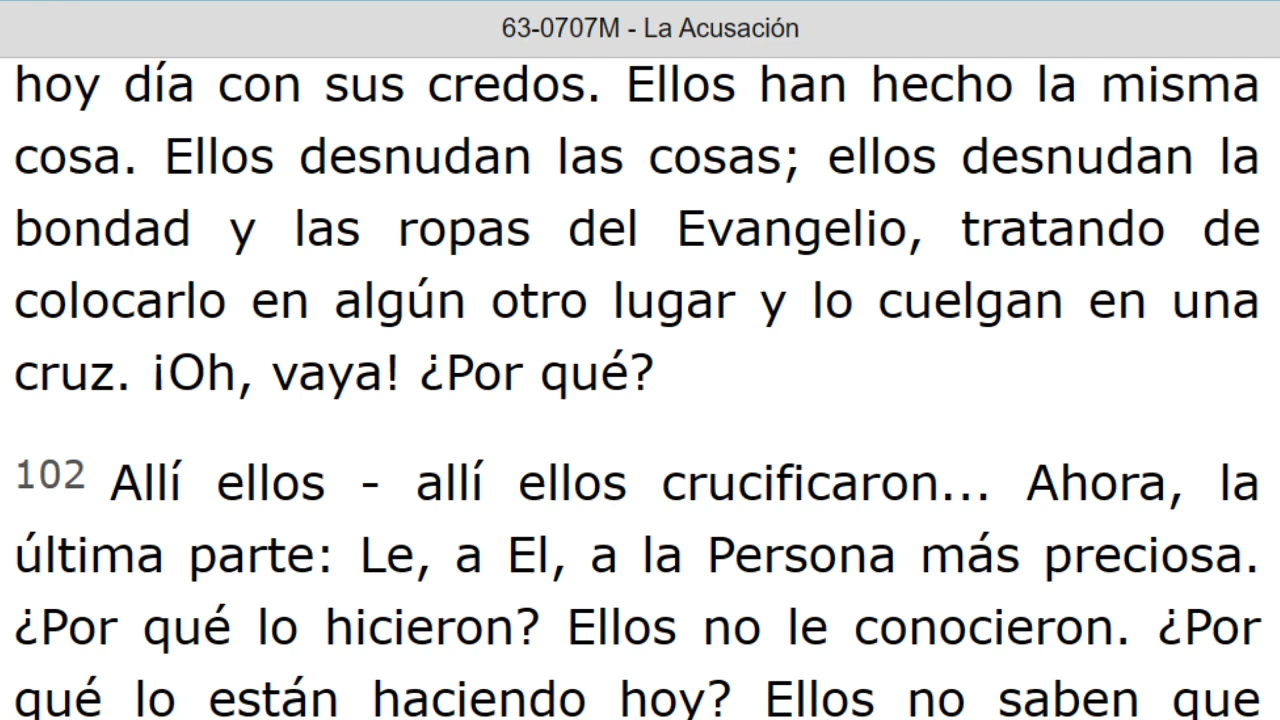 63-0707M - La Acusación
hoy día con sus credos. Ellos han hecho la misma
cosa. Ellos desnudan las cosas; ellos desnudan la
bondad y las ropas del Evangelio, tratando de
colocarlo en algún otro lugar y lo cuelgan en una
cruz. ¡Oh, vaya! ¿Por qué?
102 Allí ellos - allí ellos crucificaron... Ahora, la
última parte: Le, a El, a la Persona más preciosa.
¿Por qué lo hicieron? Ellos no le conocieron. ¿Por
qué lo están haciendo hoy? Ellos no saben que